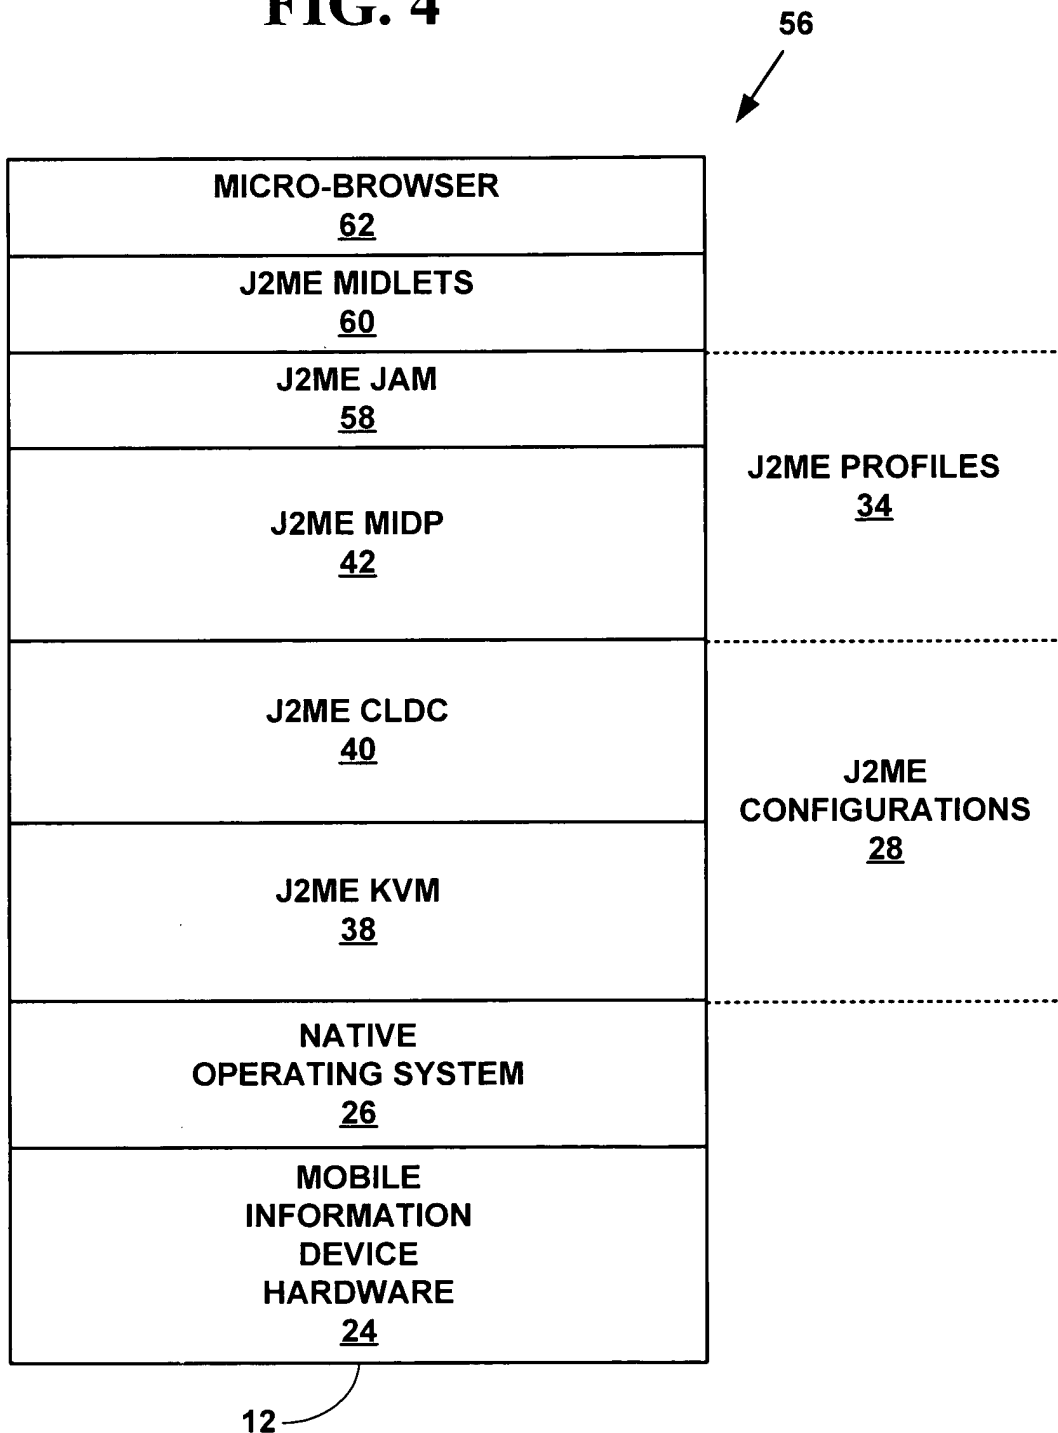 FIG. 4
56
MICRO-BROWSER
62
J2ME MIDLETS
60
J2ME JAM
58
J2ME MIDP
42
J2ME PROFILES
34
J2ME CLDC
40
J2ME
CONFIGURATIONS
28
J2ME KVM
38
NATIVE
OPERATING SYSTEM
26
MOBILE
INFORMATION
DEVICE
HARDWARE
24
12